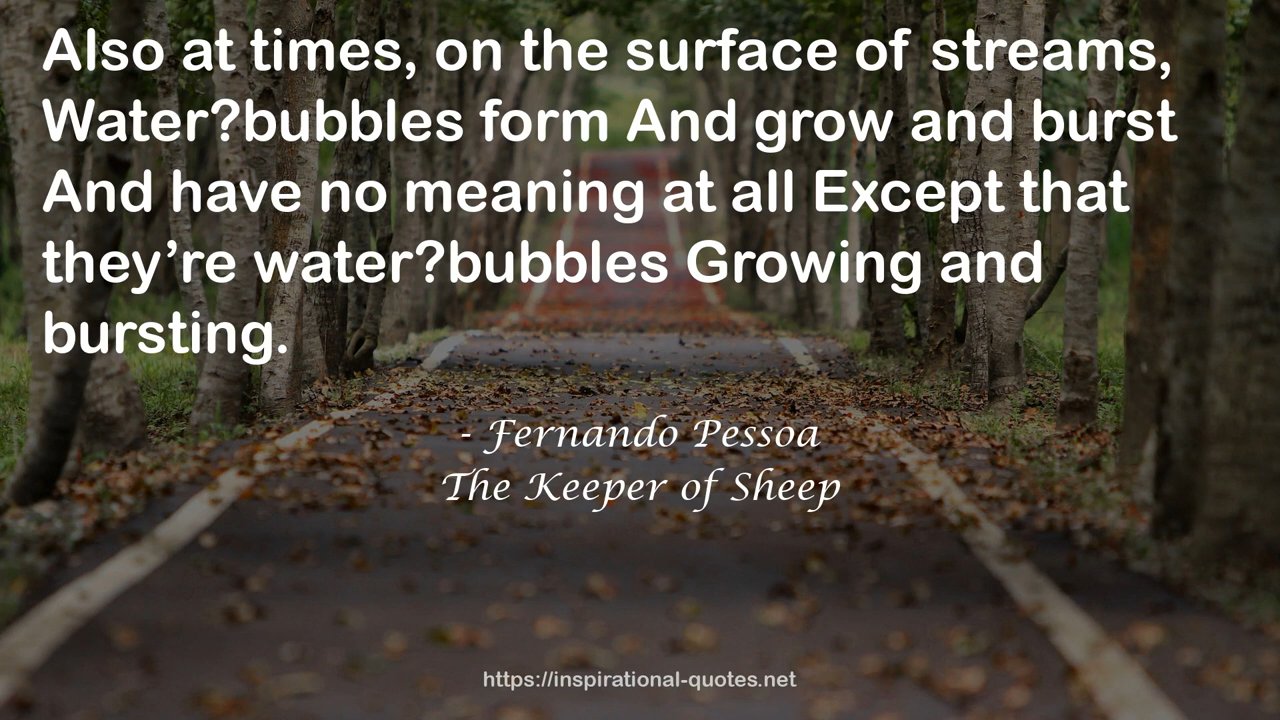 Also at times, on the surface of streams,
Water?bubbles form And grow and burst
And have no meaning at all Except that
they’re water?bubbles Growing and
bursting.
- Fernando Pessoa
The Keeper of Sheep
https://inspirational-quotes.net